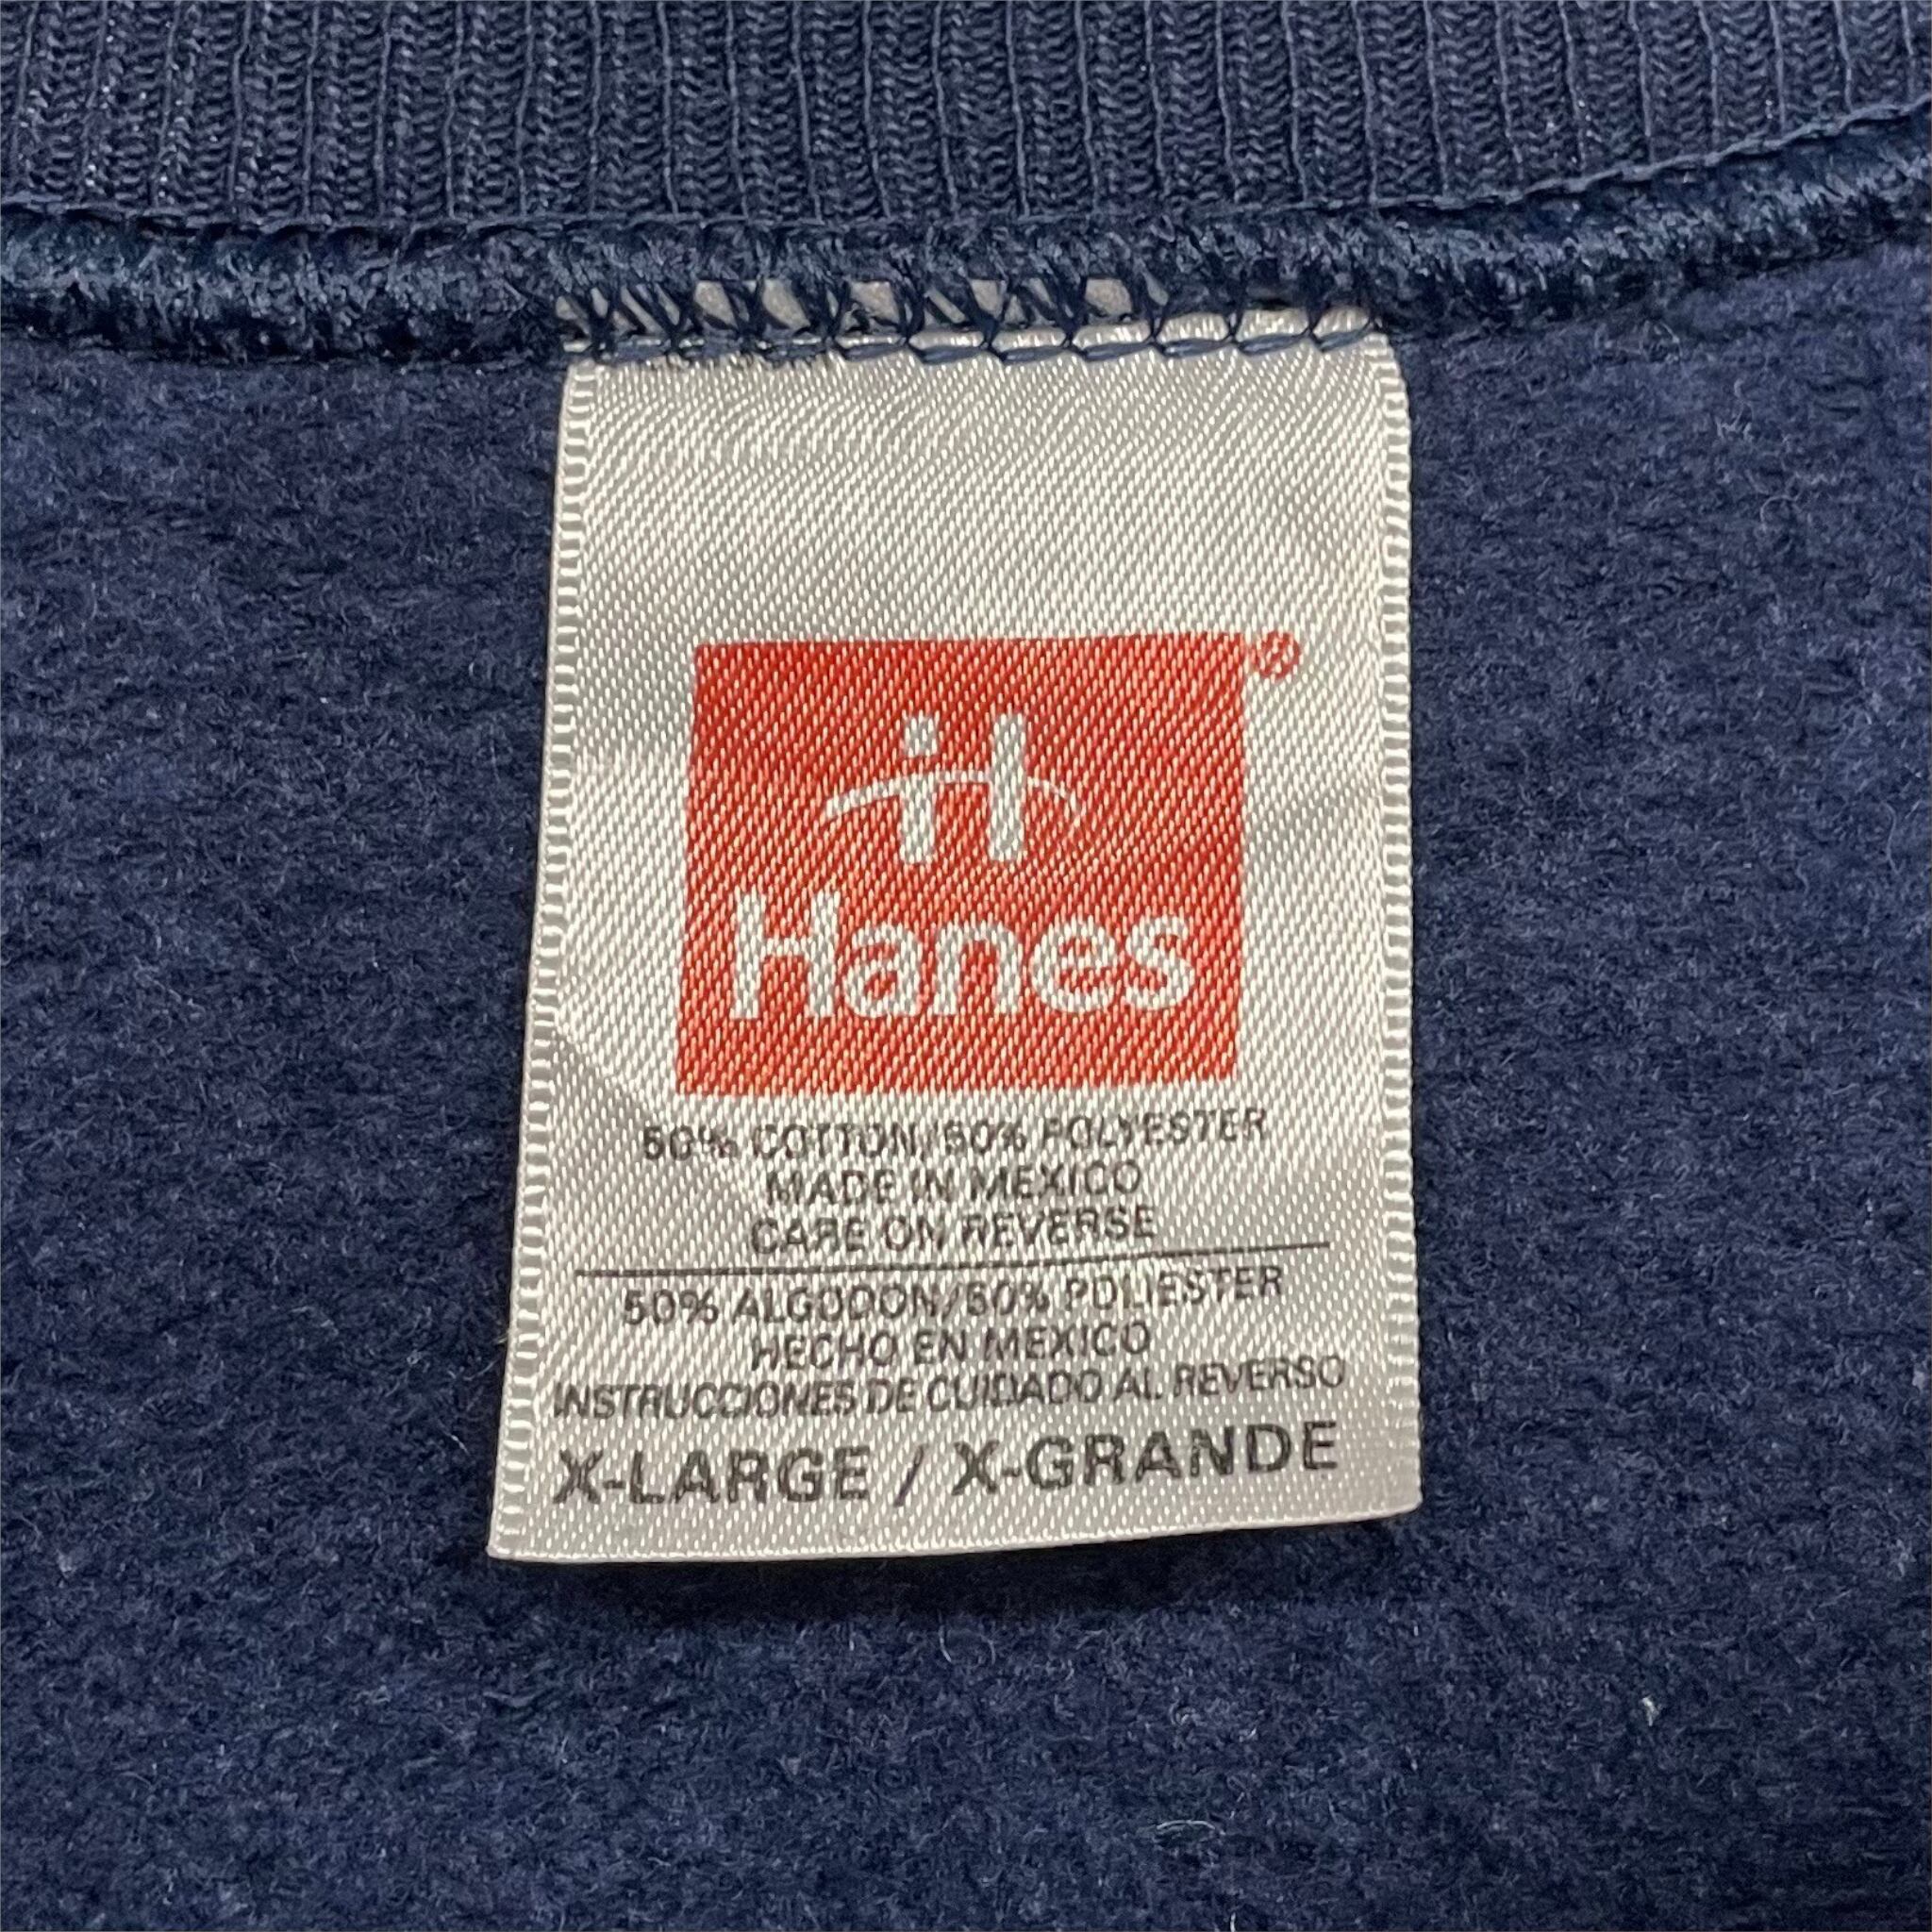 ®
Hanes
50% COTTON/50% POLYESTER
MADE IN MEXICO
CARE ON REVERSE
50% ALGODON/50% POLIESTER
HECHO EN MEXICO
INSTRUCCIONES DE CUIDADO AL REVERSO
X-LARGE / X-GRANDE